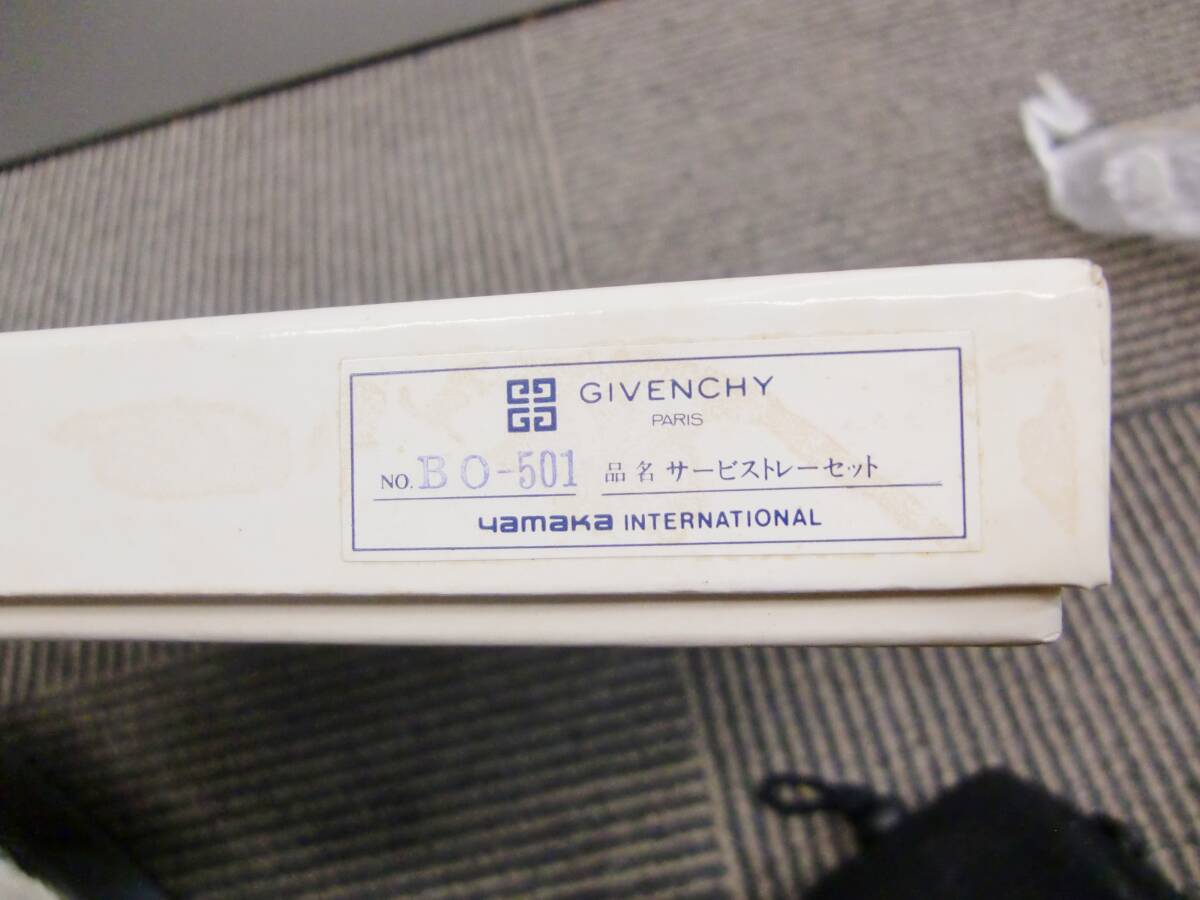 GIVENCHY
PARIS
NO. BO-501 品名 サービストレーセット
yamaka INTERNATIONAL